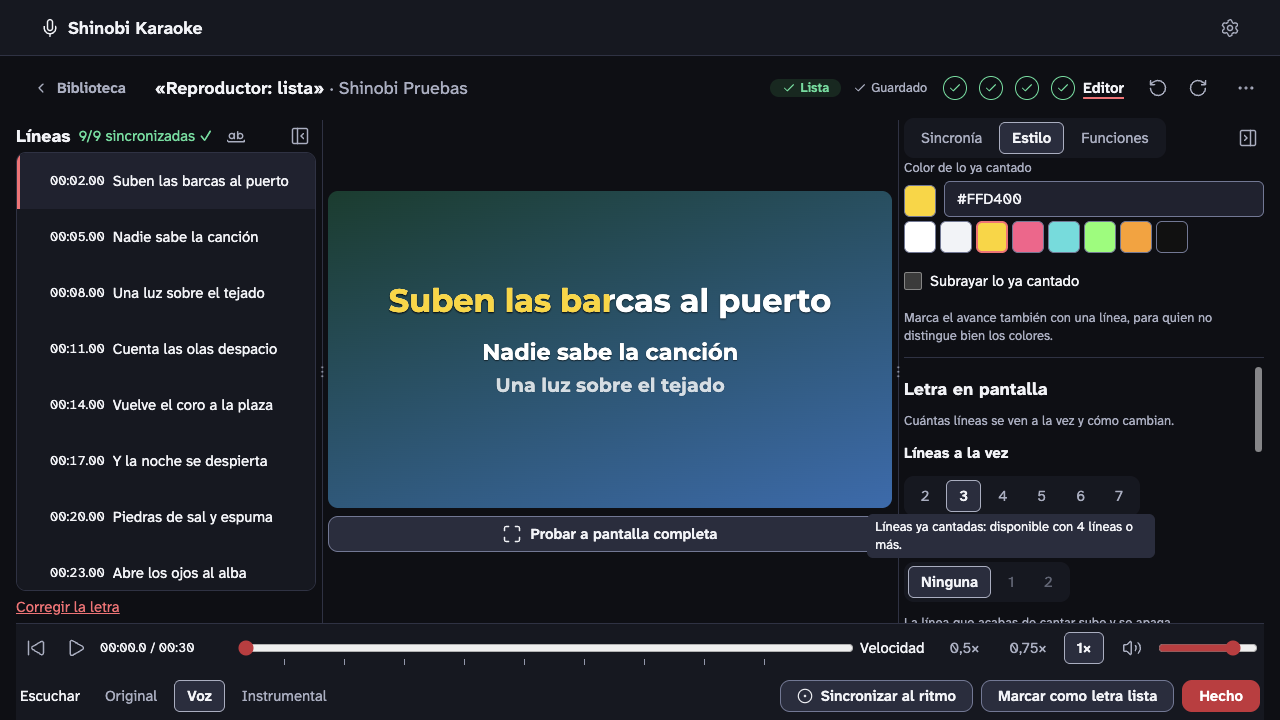 Shinobi Karaoke
Biblioteca
«Reproductor: lista» · Shinobi Pruebas
Lista
Guardado
Editor
Líneas 9/9 sincronizadas
ab
00:02.00 Suben las barcas al puerto
00:05.00 Nadie sabe la canción
00:08.00 Una luz sobre el tejado
00:11.00 Cuenta las olas despacio
00:14.00 Vuelve el coro a la plaza
00:17.00 Y la noche se despierta
00:20.00 Piedras de sal y espuma
00:23.00 Abre los ojos al alba
Corregir la letra
Suben las barcas al puerto
Nadie sabe la canción
Una luz sobre el tejado
Probar a pantalla completa
Sincronía Estilo Funciones
Color de lo ya cantado
#FFD400
Subrayar lo ya cantado
Marca el avance también con una línea, para quien no
distingue bien los colores.
Letra en pantalla
Cuántas líneas se ven a la vez y cómo cambian.
Líneas a la vez
2 3 4 5 6 7
Líneas ya cantadas: disponible con 4 líneas o
más.
Ninguna 1 2
La línea que acabas de cantar sube y se apaga
00:00.0 / 00:30
Velocidad 0,5x 0,75x 1x
Escuchar Original Voz Instrumental
Sincronizar al ritmo
Marcar como letra lista
Hecho